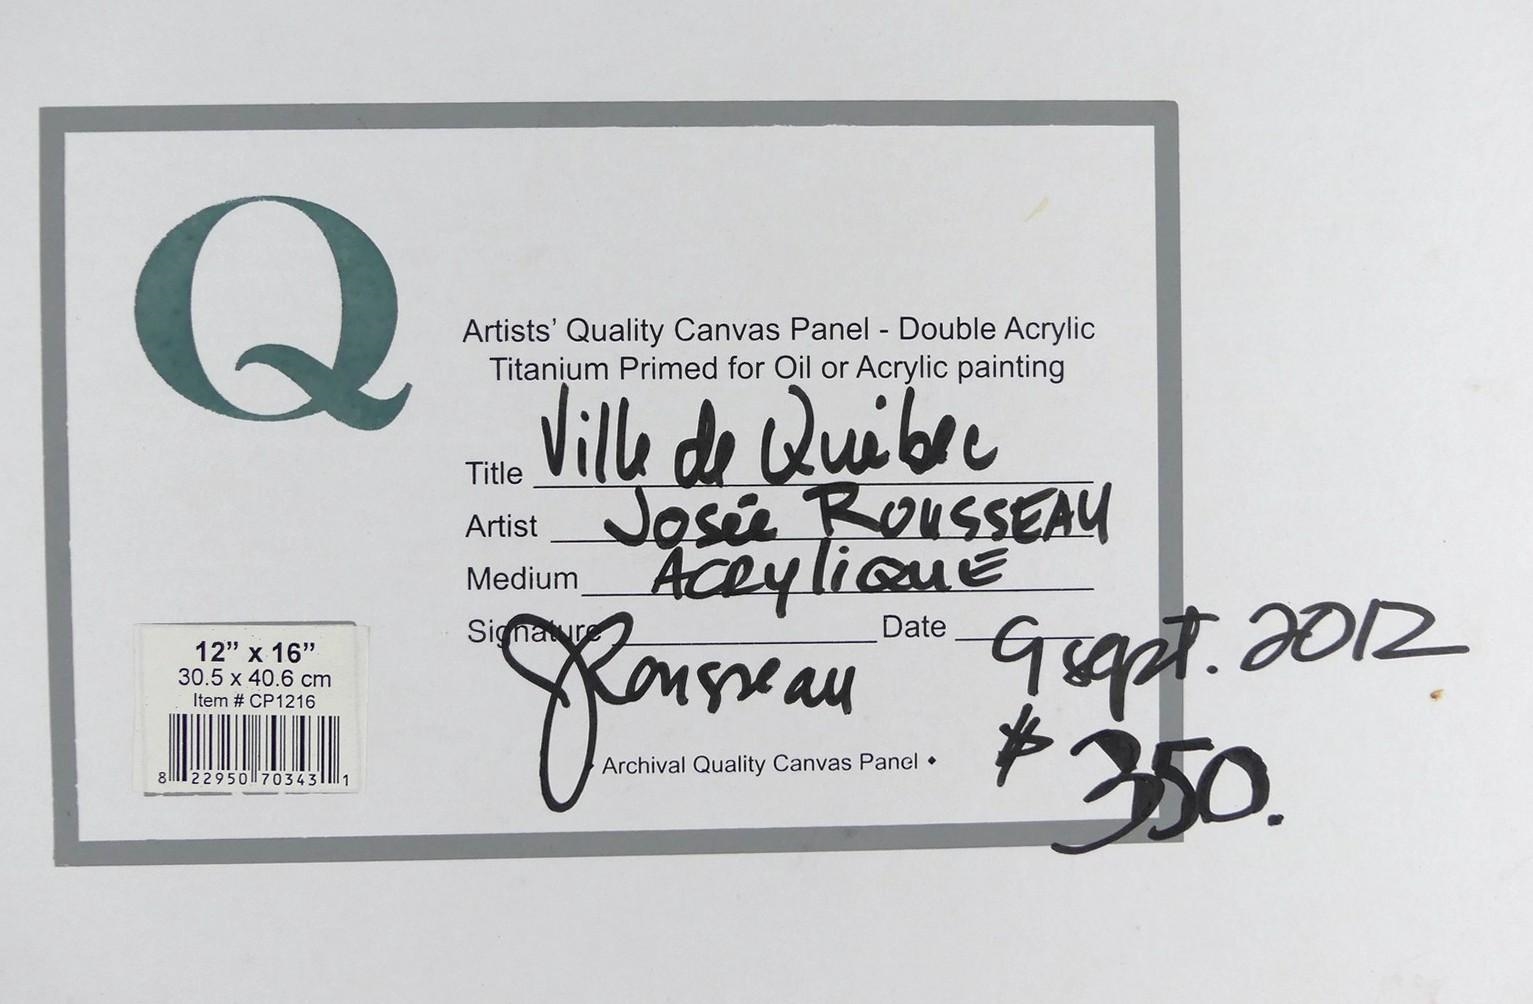 Q
Artists' Quality Canvas Panel - Double Acrylic
Titanium Primed for Oil or Acrylic painting
Title Ville de Québec
Artist Josée ROUSSEAU
Medium ACRYLIQUE
Signature JRousseau Date 9 sept. 2012
$350.
Archival Quality Canvas Panel •
12" x 16"
30.5 x 40.6 cm
Item # CP1216
8 22950 70343 1